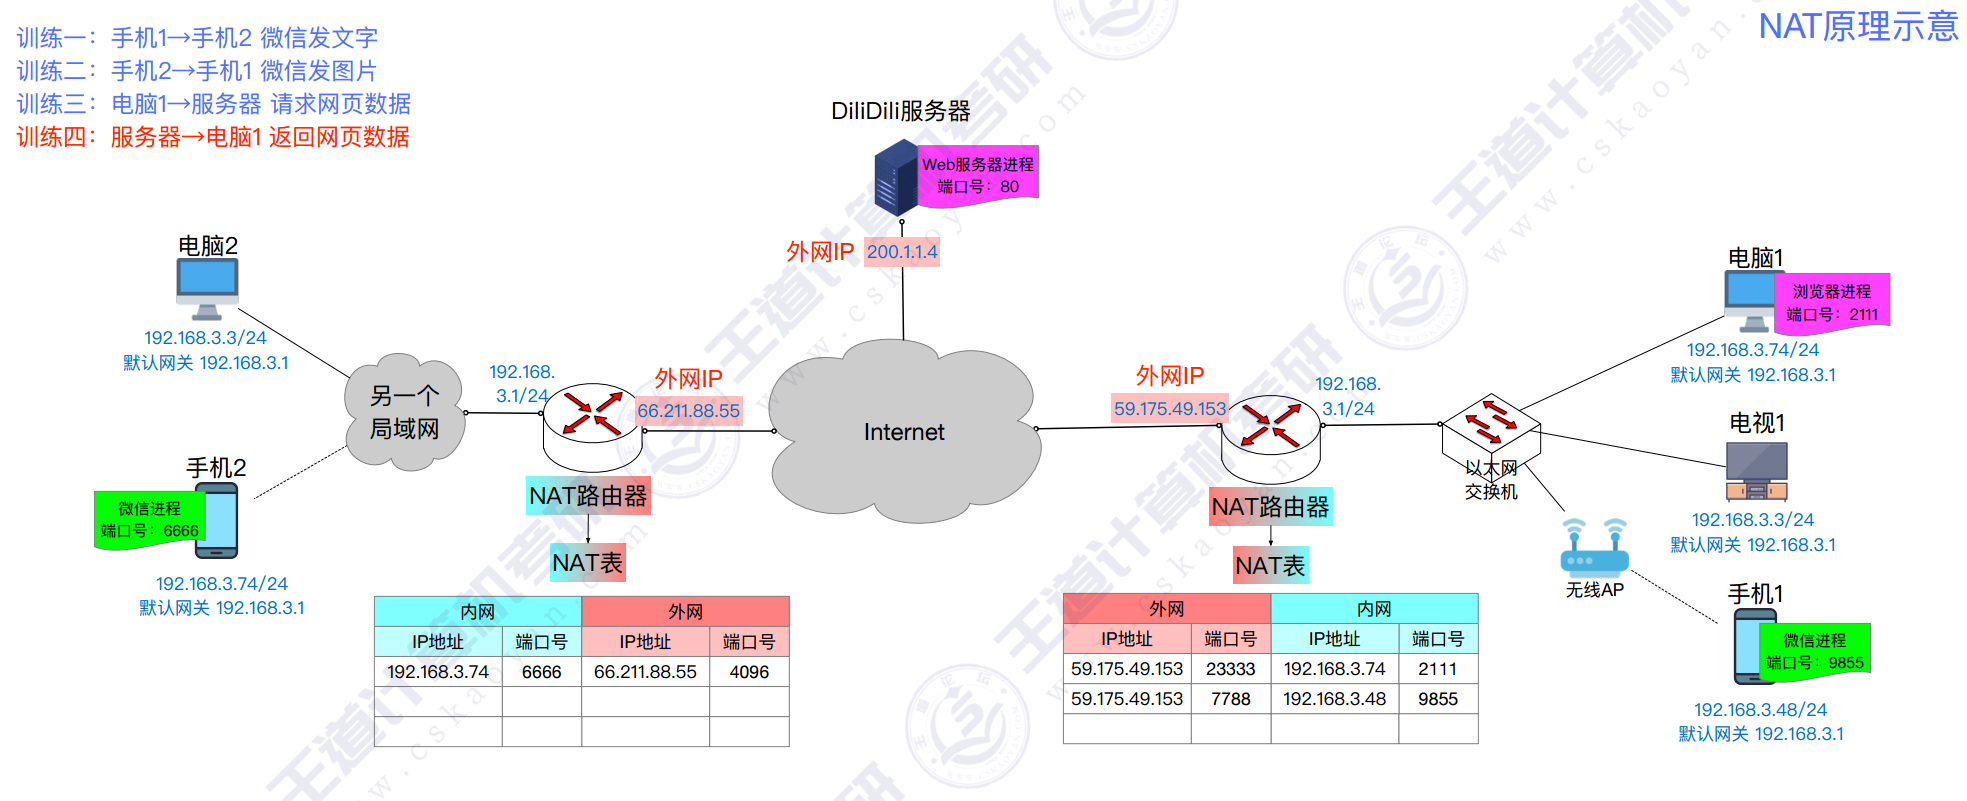 NAT原理示意
训练一：手机1→手机2 微信发文字
训练二：手机2→手机1 微信发图片
训练三：电脑1→服务器 请求网页数据
训练四：服务器→电脑1 返回网页数据
DiliDili服务器
Web服务器进程
端口号：80
外网IP
200.1.1.4
电脑2
192.168.3.3/24
默认网关 192.168.3.1
另一个
局域网
192.168.
3.1/24
外网IP
66.211.88.55
手机2
微信进程
端口号：6666
192.168.3.74/24
默认网关 192.168.3.1
NAT路由器
NAT表
内网
外网
IP地址
端口号
IP地址
端口号
192.168.3.74
6666
66.211.88.55
4096
Internet
外网IP
59.175.49.153
192.168.
3.1/24
NAT路由器
NAT表
外网
内网
IP地址
端口号
IP地址
端口号
59.175.49.153
23333
192.168.3.74
2111
59.175.49.153
7788
192.168.3.48
9855
以太网
交换机
电脑1
浏览器进程
端口号：2111
192.168.3.74/24
默认网关 192.168.3.1
电视1
192.168.3.3/24
默认网关 192.168.3.1
无线AP
手机1
微信进程
端口号：9855
192.168.3.48/24
默认网关 192.168.3.1
王道计算机考研
www.cskaoyan.com